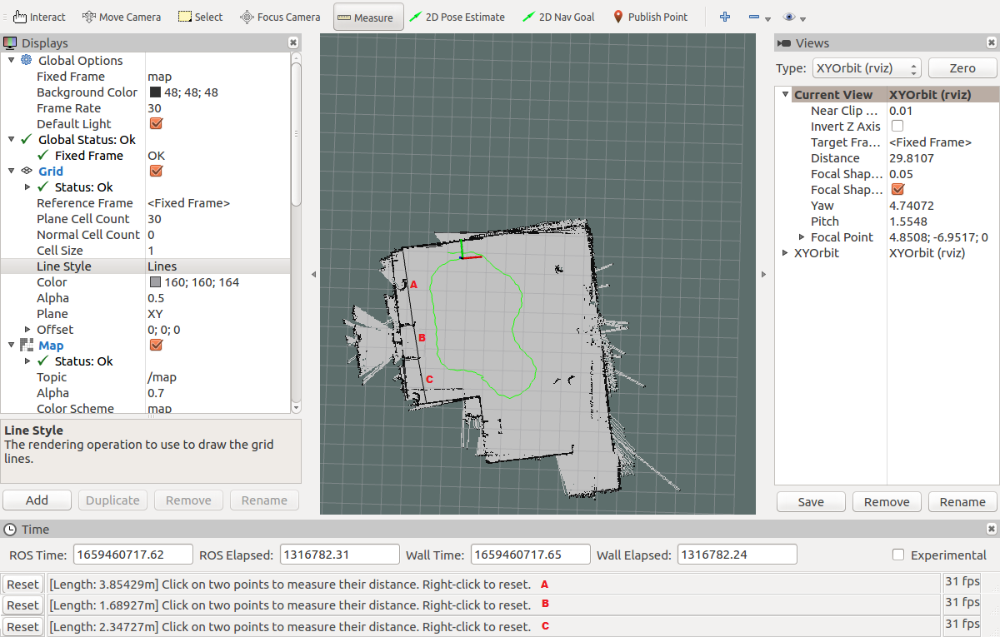 Interact Move Camera Select Focus Camera Measure 2D Pose Estimate 2D Nav Goal Publish Point
Displays
Global Options
Fixed Frame map
Background Color 48; 48; 48
Frame Rate 30
Default Light
Global Status: Ok
Fixed Frame OK
Grid
Status: Ok
Reference Frame <Fixed Frame>
Plane Cell Count 30
Normal Cell Count 0
Cell Size 1
Line Style Lines
Color 160; 160; 164
Alpha 0.5
Plane XY
Offset 0; 0; 0
Map
Status: Ok
Topic /map
Alpha 0.7
Color Scheme map
Line Style
The rendering operation to use to draw the grid
lines.
Add Duplicate Remove Rename
A
B
C
Views
Type: XYOrbit (rviz) Zero
Current View XYOrbit (rviz)
Near Clip ... 0.01
Invert Z Axis
Target Fra... <Fixed Frame>
Distance 29.8107
Focal Shap... 0.05
Focal Shap...
Yaw 4.74072
Pitch 1.5548
Focal Point 4.8508; -6.9517; 0
XYOrbit XYOrbit (rviz)
Save Remove Rename
Time
ROS Time: 1659460717.62 ROS Elapsed: 1316782.31 Wall Time: 1659460717.65 Wall Elapsed: 1316782.24 Experimental
Reset [Length: 3.85429m] Click on two points to measure their distance. Right-click to reset. A 31 fps
Reset [Length: 1.68927m] Click on two points to measure their distance. Right-click to reset. B 31 fps
Reset [Length: 2.34727m] Click on two points to measure their distance. Right-click to reset. C 31 fps